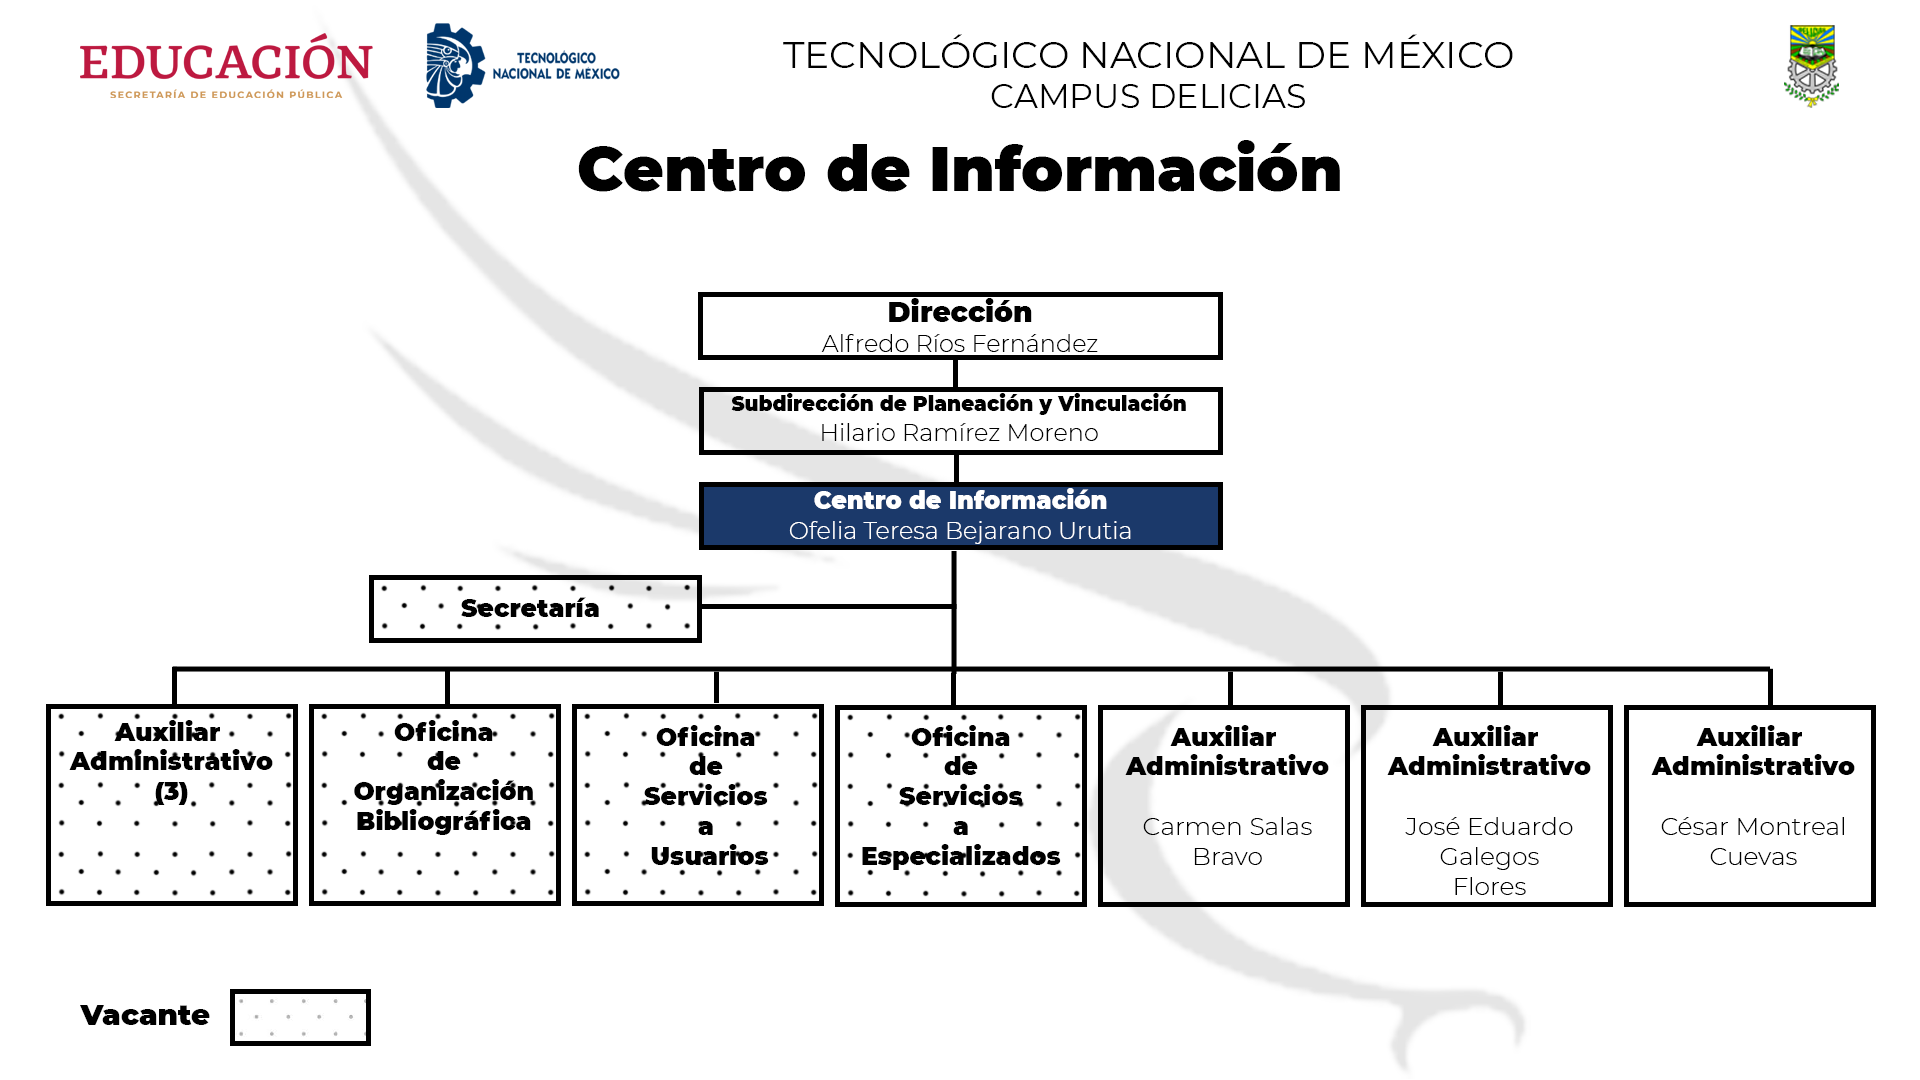 EDUCACIÓN
SECRETARÍA DE EDUCACIÓN PÚBLICA
TECNOLÓGICO
NACIONAL DE MÉXICO
TECNOLÓGICO NACIONAL DE MÉXICO
CAMPUS DELICIAS
Centro de Información
Dirección
Alfredo Ríos Fernández
Subdirección de Planeación y Vinculación
Hilario Ramírez Moreno
Centro de Información
Ofelia Teresa Bejarano Urutia
Secretaría
Auxiliar
Administrativo
(3)
Oficina
de
Organización
Bibliográfica
Oficina
de
Servicios
a
Usuarios
Oficina
de
Servicios
a
Especializados
Auxiliar
Administrativo
Carmen Salas
Bravo
Auxiliar
Administrativo
José Eduardo
Galegos
Flores
Auxiliar
Administrativo
César Montreal
Cuevas
Vacante